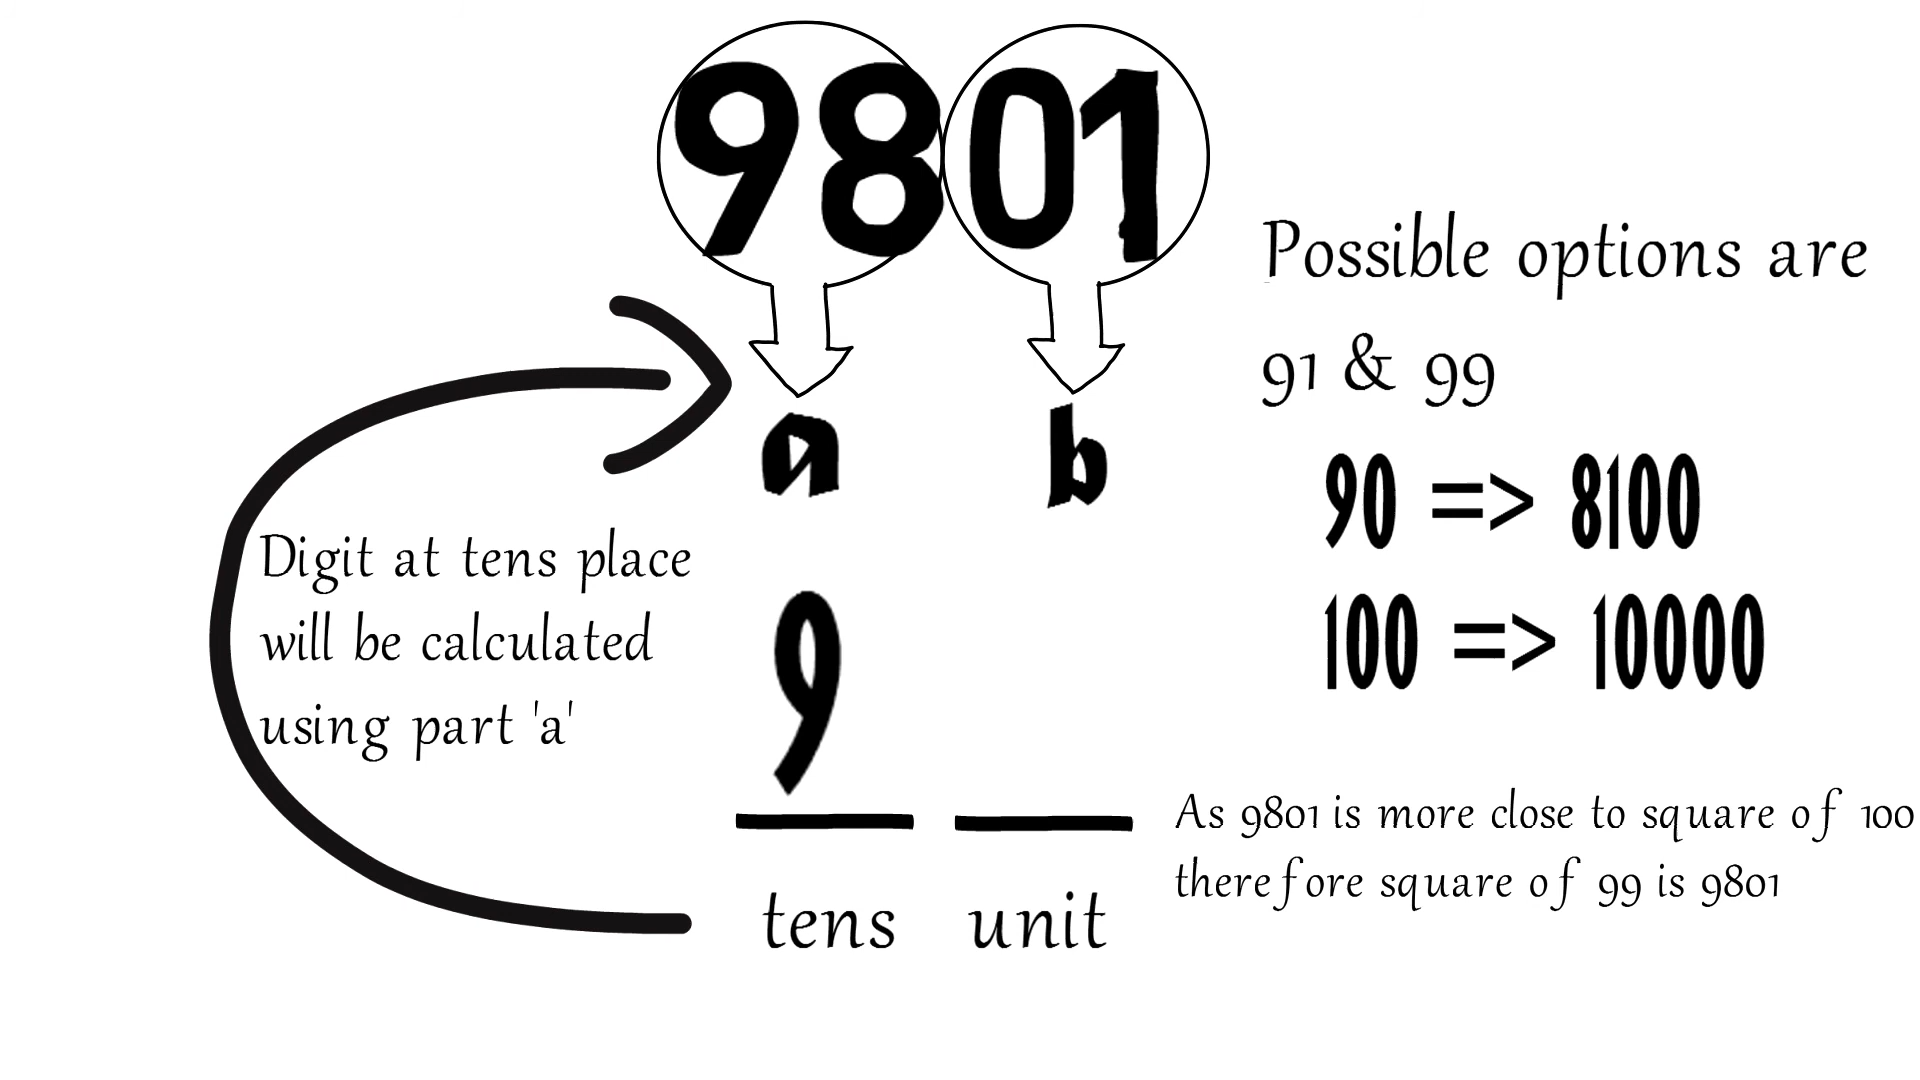 9801
a b
Digit at tens place
will be calculated
using part 'a'
9
tens unit
Possible options are
91 & 99
90 => 8100
100 => 10000
As 9801 is more close to square of 100
therefore square of 99 is 9801